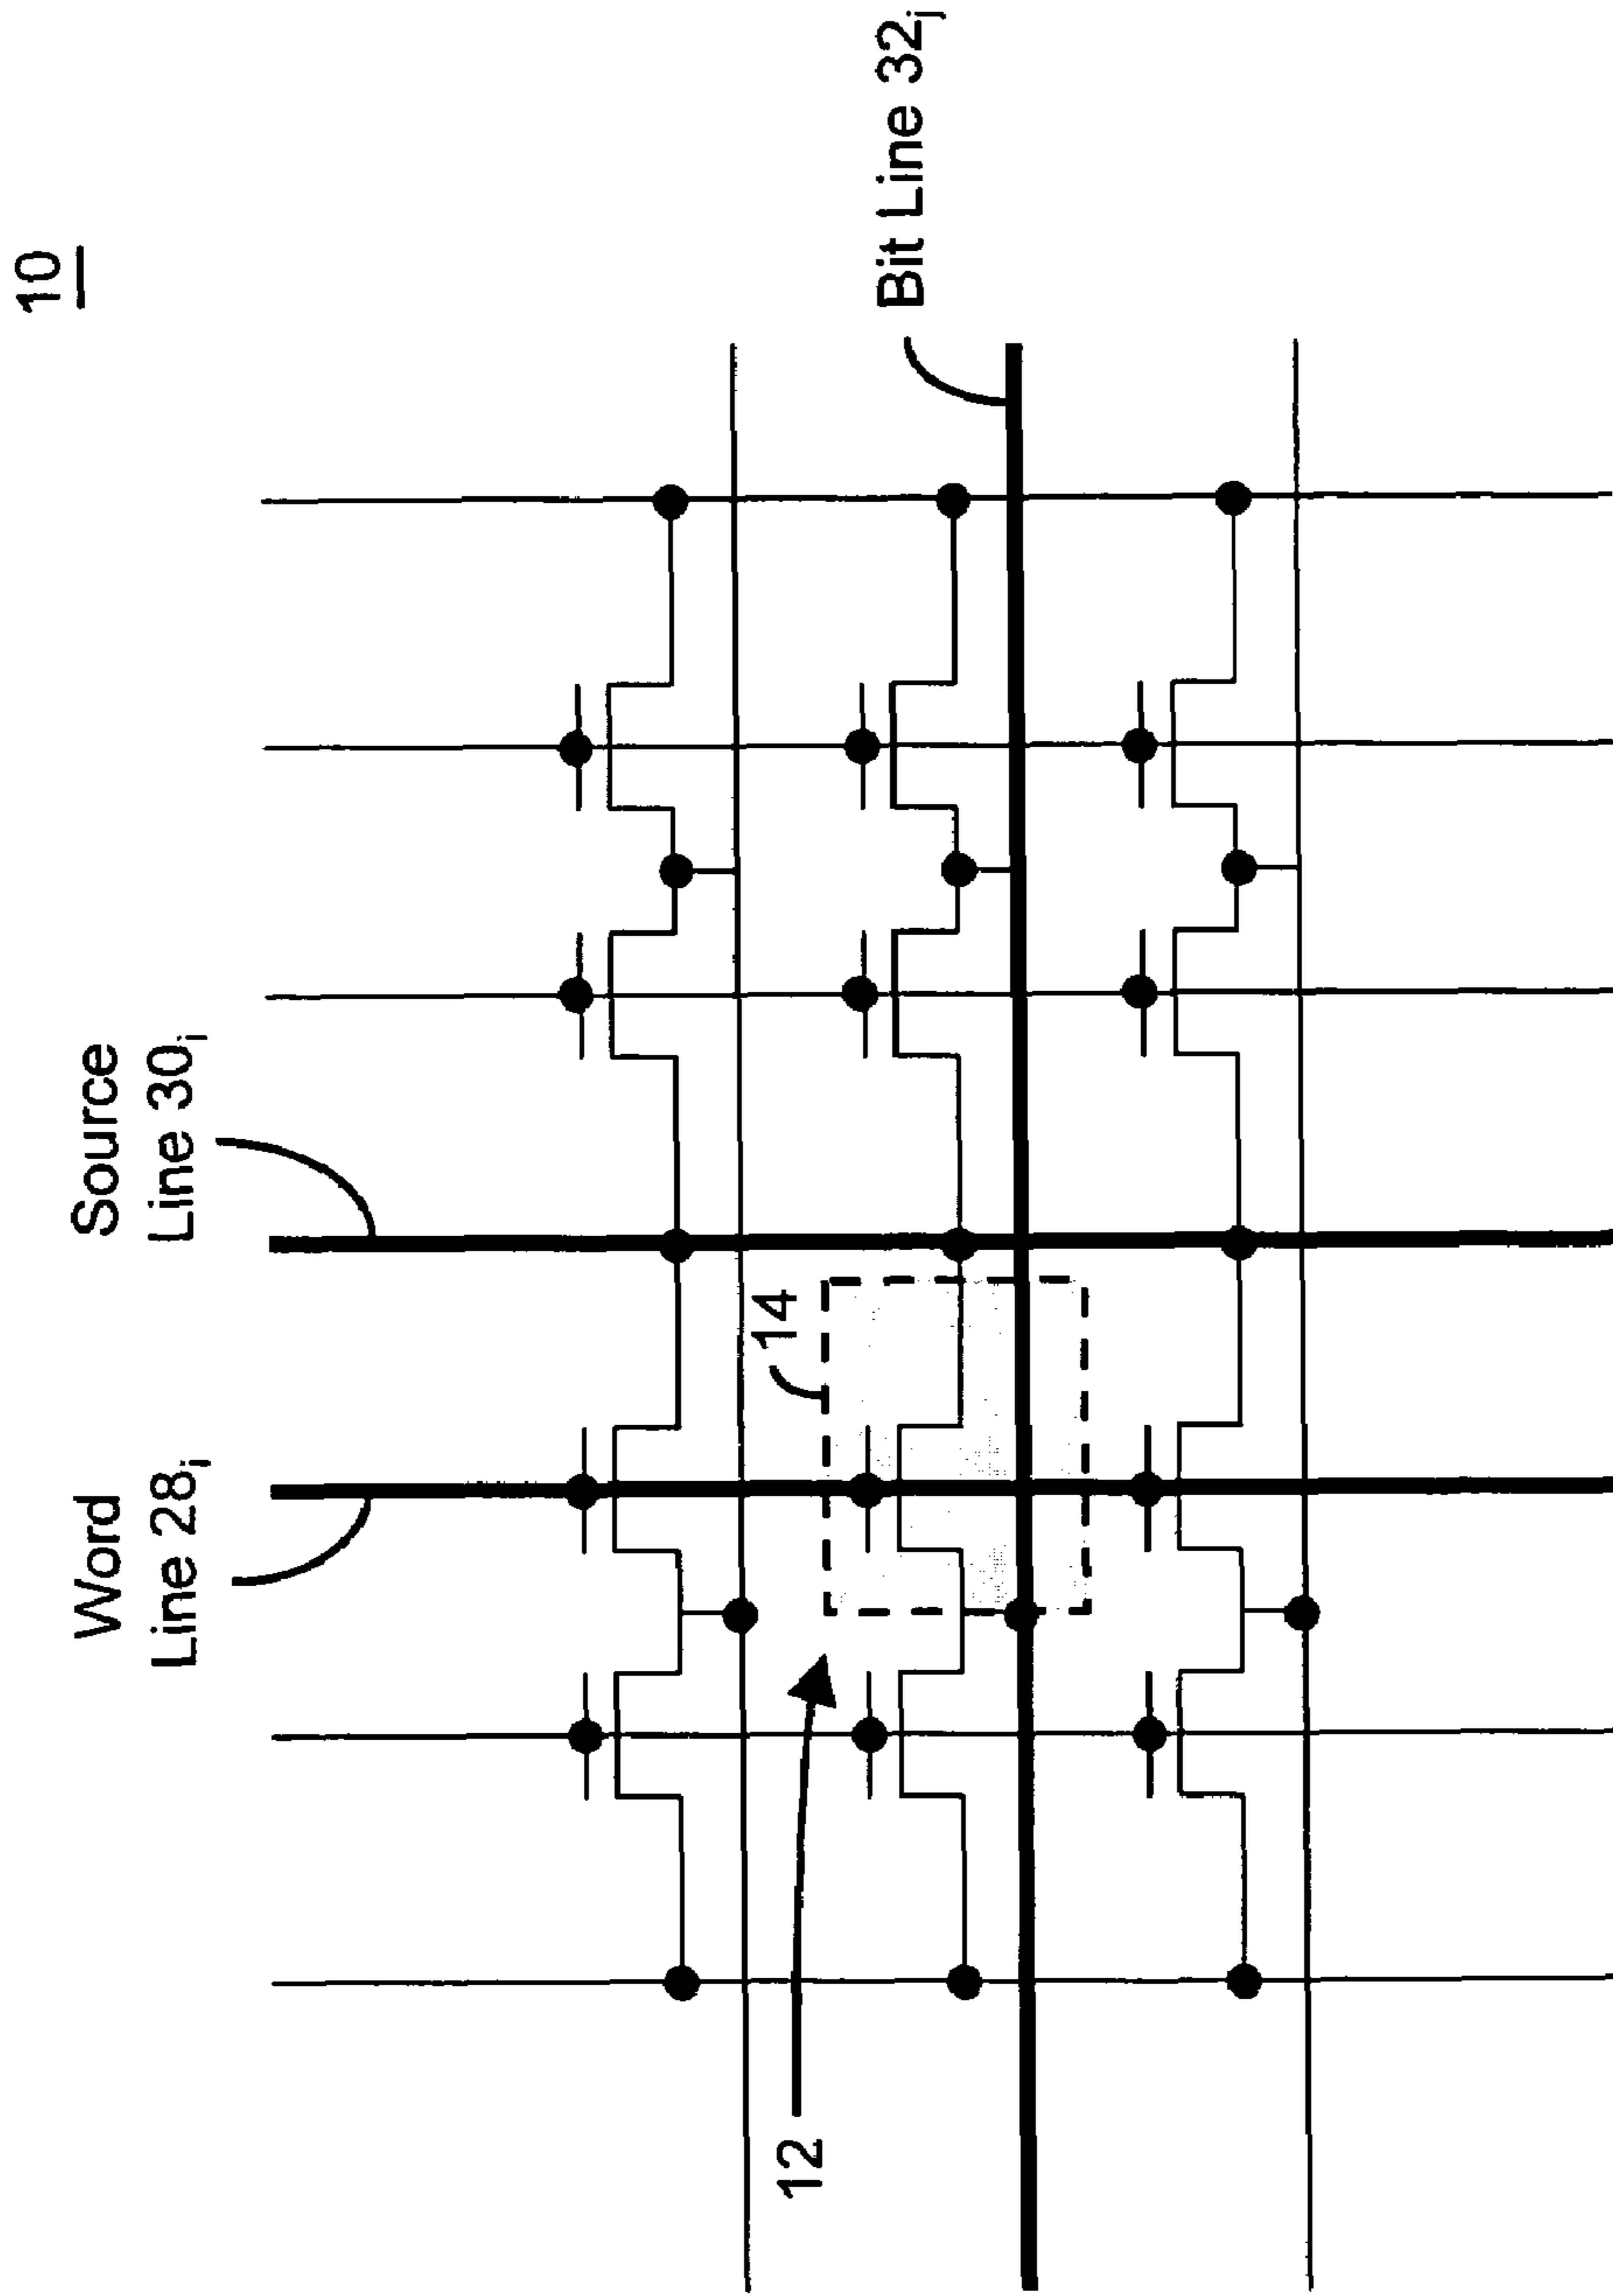 10
Word
Line 28ᵢ
Source
Line 30ᵢ
12
14
Bit Line 32ⱼ